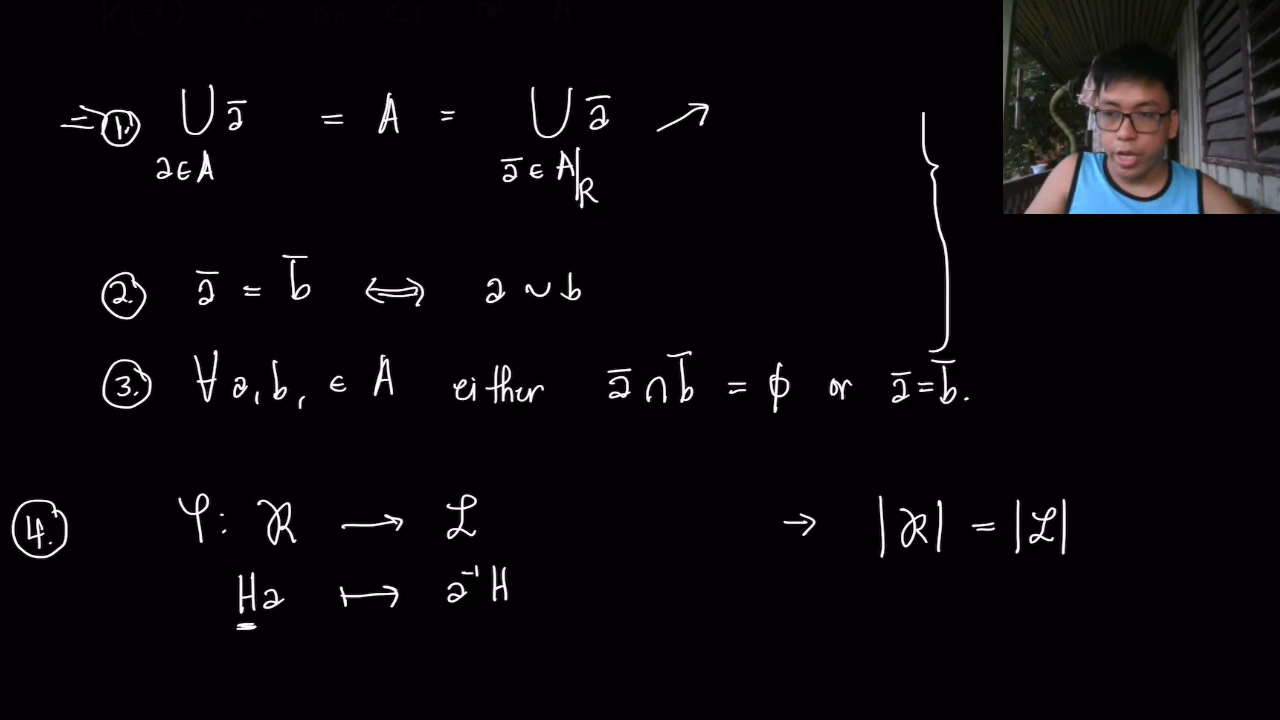 ⇒ 1. ∪ ā = A = ∪ ā ↗
a ∈ A ā ∈ A/R
2. ā = b̄ ⟺ a ~ b
3. ∀ a, b, ∈ A either ā ∩ b̄ = ϕ or ā = b̄.
4. φ: R → L → |R| = |L|
Ha ↦ a⁻¹H